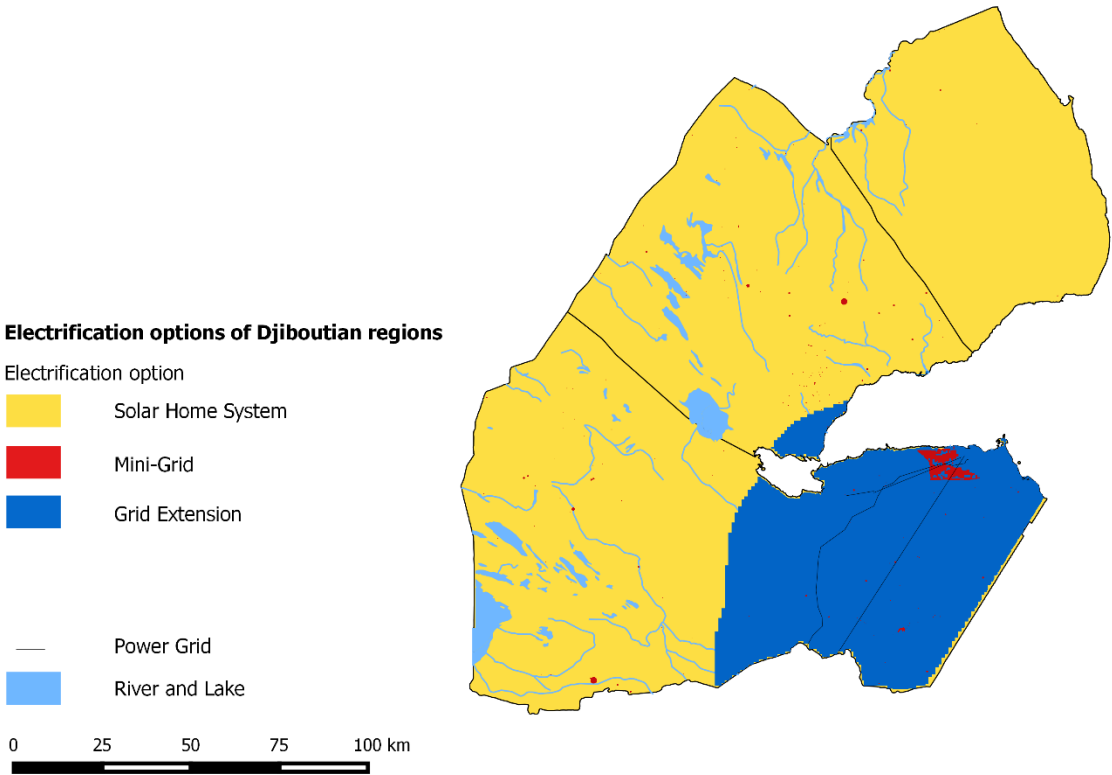 Electrification options of Djiboutian regions
Electrification option
Solar Home System
Mini-Grid
Grid Extension
Power Grid
River and Lake
0 25 50 75 100 km